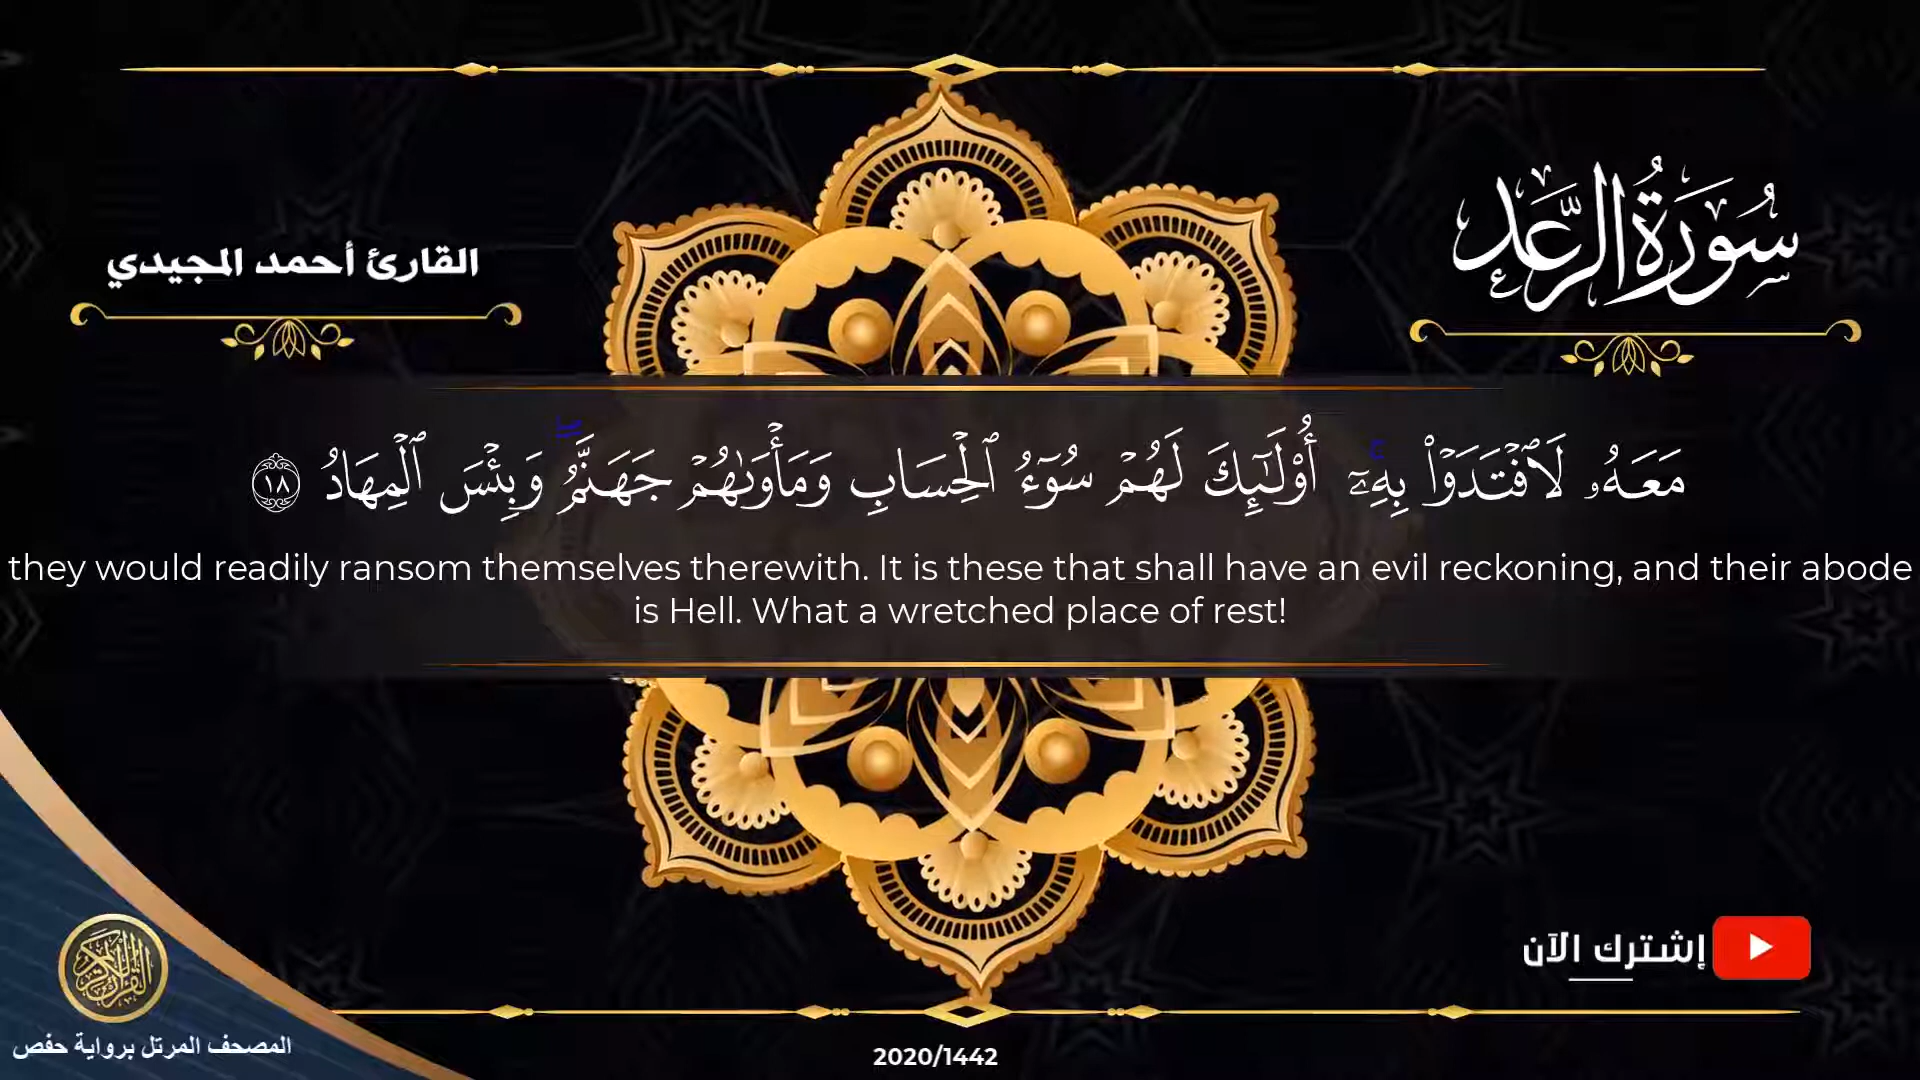 سُورَةُ الرَّعْدِ
القارئ أحمد المجيدي
مَعَهُۥ لَٱفْتَدَوْا۟ بِهِۦٓ ۚ أُو۟لَـٰٓئِكَ لَهُمْ سُوٓءُ ٱلْحِسَابِ وَمَأْوَىٰهُمْ جَهَنَّمُ ۖ وَبِئْسَ ٱلْمِهَادُ ١٨
they would readily ransom themselves therewith. It is these that shall have an evil reckoning, and their abode
is Hell. What a wretched place of rest!
إشترك الآن
القرآن الكريم
المصحف المرتل برواية حفص
2020/1442